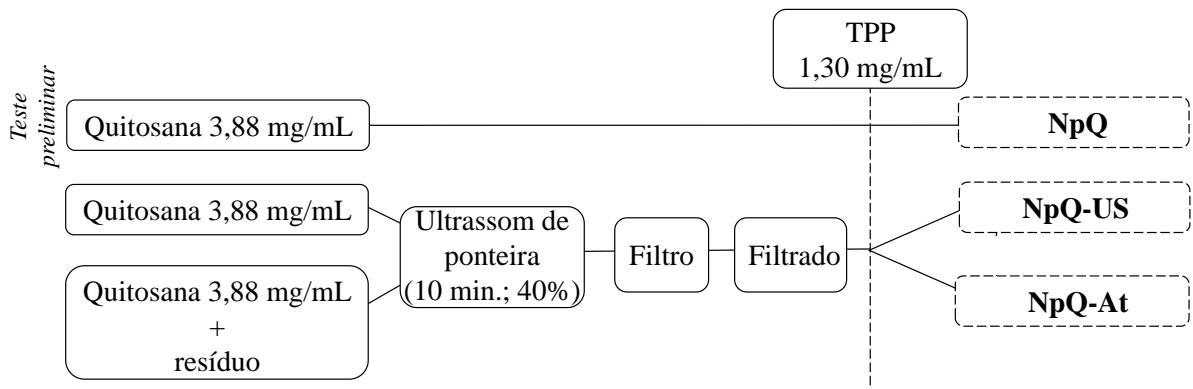 TPP
1,30 mg/mL
Teste
preliminar
Quitosana 3,88 mg/mL
NpQ
Quitosana 3,88 mg/mL
Ultrassom de
ponteira
(10 min.; 40%)
Filtro
Filtrado
NpQ-US
Quitosana 3,88 mg/mL
+
resíduo
NpQ-At